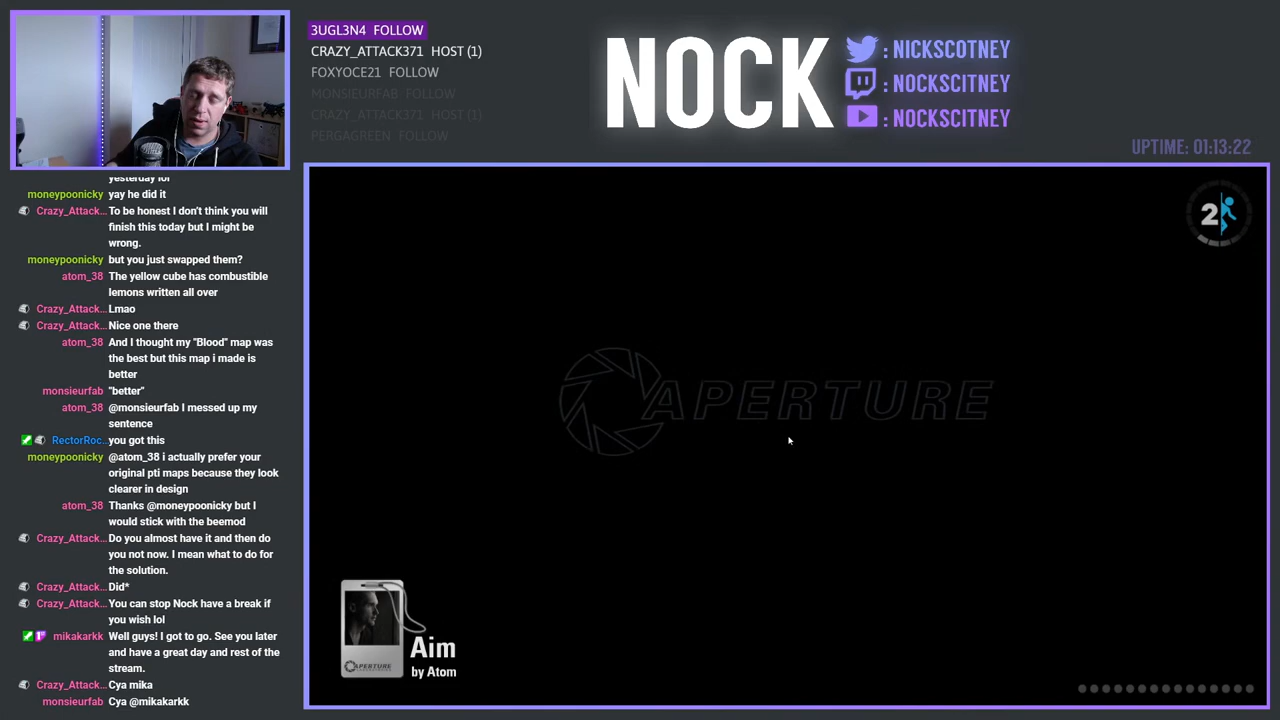 3UGL3N4 FOLLOW
CRAZY_ATTACK371 HOST (1)
FOXYOCE21 FOLLOW
MONSIEURFAB FOLLOW
CRAZY_ATTACK371 HOST (1)
PERGAGREEN FOLLOW
NOCK
: NICKSCOTNEY
: NOCKSCITNEY
: NOCKSCITNEY
UPTIME: 01:13:22
yesterday lol
moneypoonicky yay he did it
Crazy_Attack... To be honest I don't think you will
finish this today but I might be
wrong.
moneypoonicky but you just swapped them?
atom_38 The yellow cube has combustible
lemons written all over
Crazy_Attack... Lmao
Crazy_Attack... Nice one there
atom_38 And I thought my "Blood" map was
the best but this map i made is
better
monsieurfab "better"
atom_38 @monsieurfab I messed up my
sentence
RectorRoc... you got this
moneypoonicky @atom_38 i actually prefer your
original pti maps because they look
clearer in design
atom_38 Thanks @moneypoonicky but I
would stick with the beemod
Crazy_Attack... Do you almost have it and then do
you not now. I mean what to do for
the solution.
Crazy_Attack... Did*
Crazy_Attack... You can stop Nock have a break if
you wish lol
mikakarkk Well guys! I got to go. See you later
and have a great day and rest of the
stream.
Crazy_Attack... Cya mika
monsieurfab Cya @mikakarkk
2
APERTURE
APERTURE
Aim
by Atom